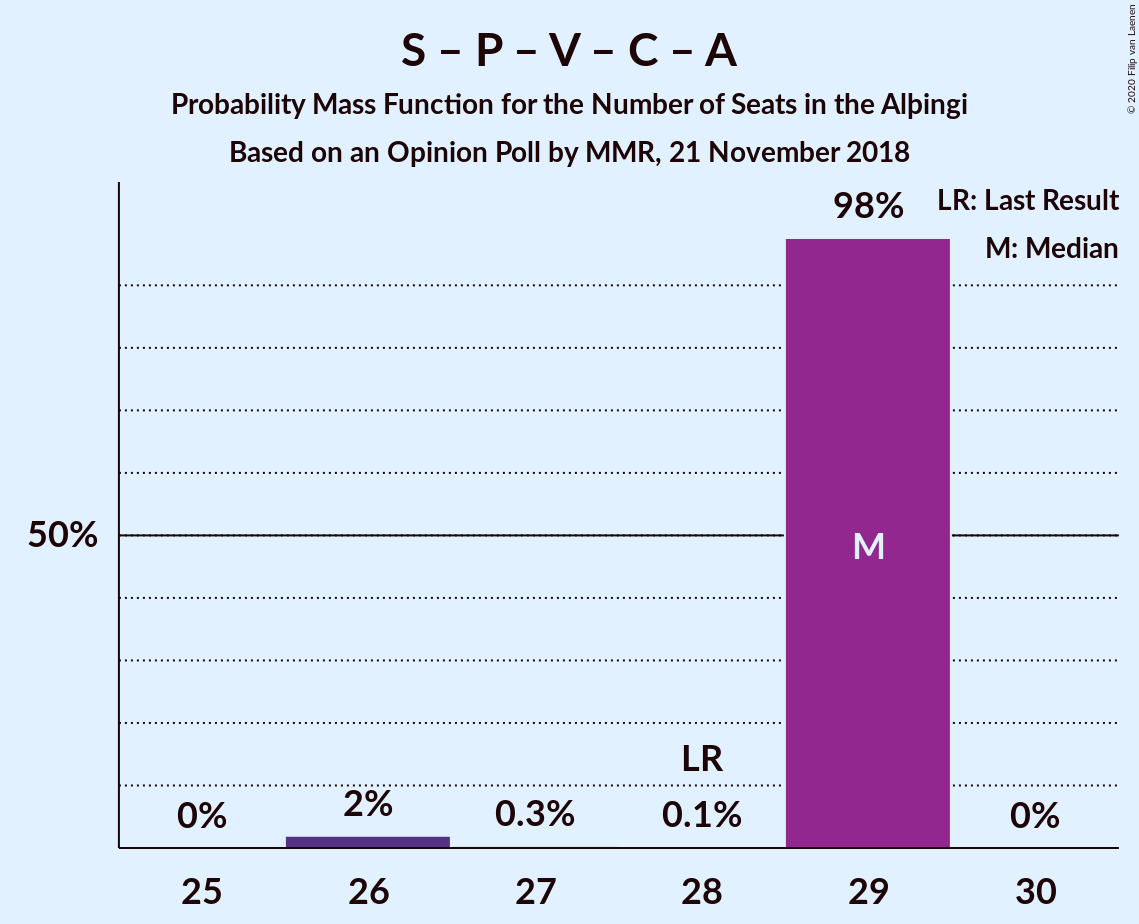 S – P – V – C – A
Probability Mass Function for the Number of Seats in the Alþingi
Based on an Opinion Poll by MMR, 21 November 2018
© 2020 Filip van Laenen
LR: Last Result
M: Median
98%
50%
M
LR
0%
2%
0.3%
0.1%
0%
25 26 27 28 29 30